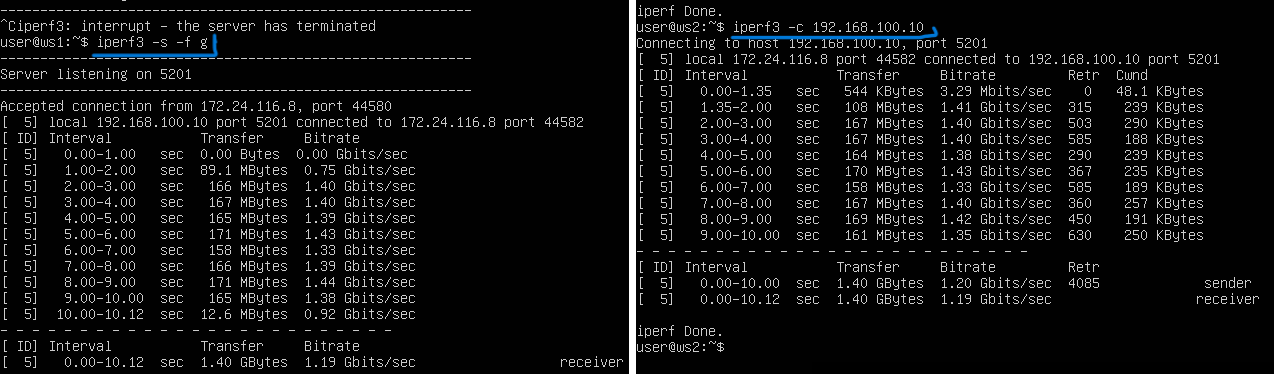 ^Ciperf3: interrupt - the server has terminated
user@ws1:~$ iperf3 -s -f g
-----------------------------------------------------------
Server listening on 5201
-----------------------------------------------------------
Accepted connection from 172.24.116.8, port 44580
[  5] local 192.168.100.10 port 5201 connected to 172.24.116.8 port 44582
[ ID] Interval           Transfer     Bitrate
[  5]   0.00-1.00   sec  0.00 Bytes  0.00 Gbits/sec
[  5]   1.00-2.00   sec  89.1 MBytes  0.75 Gbits/sec
[  5]   2.00-3.00   sec   166 MBytes  1.40 Gbits/sec
[  5]   3.00-4.00   sec   167 MBytes  1.40 Gbits/sec
[  5]   4.00-5.00   sec   165 MBytes  1.39 Gbits/sec
[  5]   5.00-6.00   sec   171 MBytes  1.43 Gbits/sec
[  5]   6.00-7.00   sec   158 MBytes  1.33 Gbits/sec
[  5]   7.00-8.00   sec   166 MBytes  1.39 Gbits/sec
[  5]   8.00-9.00   sec   171 MBytes  1.44 Gbits/sec
[  5]   9.00-10.00  sec   165 MBytes  1.38 Gbits/sec
[  5]  10.00-10.12  sec  12.6 MBytes  0.92 Gbits/sec
- - - - - - - - - - - - - - - - - - - - - - - - -
[ ID] Interval           Transfer     Bitrate
[  5]   0.00-10.12  sec  1.40 GBytes  1.19 Gbits/sec                  receiver
iperf Done.
user@ws2:~$ iperf3 -c 192.168.100.10
Connecting to host 192.168.100.10, port 5201
[  5] local 172.24.116.8 port 44582 connected to 192.168.100.10 port 5201
[ ID] Interval           Transfer     Bitrate         Retr  Cwnd
[  5]   0.00-1.35   sec   544 KBytes  3.29 Mbits/sec    0   48.1 KBytes
[  5]   1.35-2.00   sec   108 MBytes  1.41 Gbits/sec  315    239 KBytes
[  5]   2.00-3.00   sec   167 MBytes  1.40 Gbits/sec  503    290 KBytes
[  5]   3.00-4.00   sec   167 MBytes  1.40 Gbits/sec  585    188 KBytes
[  5]   4.00-5.00   sec   164 MBytes  1.38 Gbits/sec  290    239 KBytes
[  5]   5.00-6.00   sec   170 MBytes  1.43 Gbits/sec  367    235 KBytes
[  5]   6.00-7.00   sec   158 MBytes  1.33 Gbits/sec  585    189 KBytes
[  5]   7.00-8.00   sec   167 MBytes  1.40 Gbits/sec  360    257 KBytes
[  5]   8.00-9.00   sec   169 MBytes  1.42 Gbits/sec  450    191 KBytes
[  5]   9.00-10.00  sec   161 MBytes  1.35 Gbits/sec  630    250 KBytes
- - - - - - - - - - - - - - - - - - - - - - - - -
[ ID] Interval           Transfer     Bitrate         Retr
[  5]   0.00-10.00  sec  1.40 GBytes  1.20 Gbits/sec  4085             sender
[  5]   0.00-10.12  sec  1.40 GBytes  1.19 Gbits/sec                  receiver
iperf Done.
user@ws2:~$